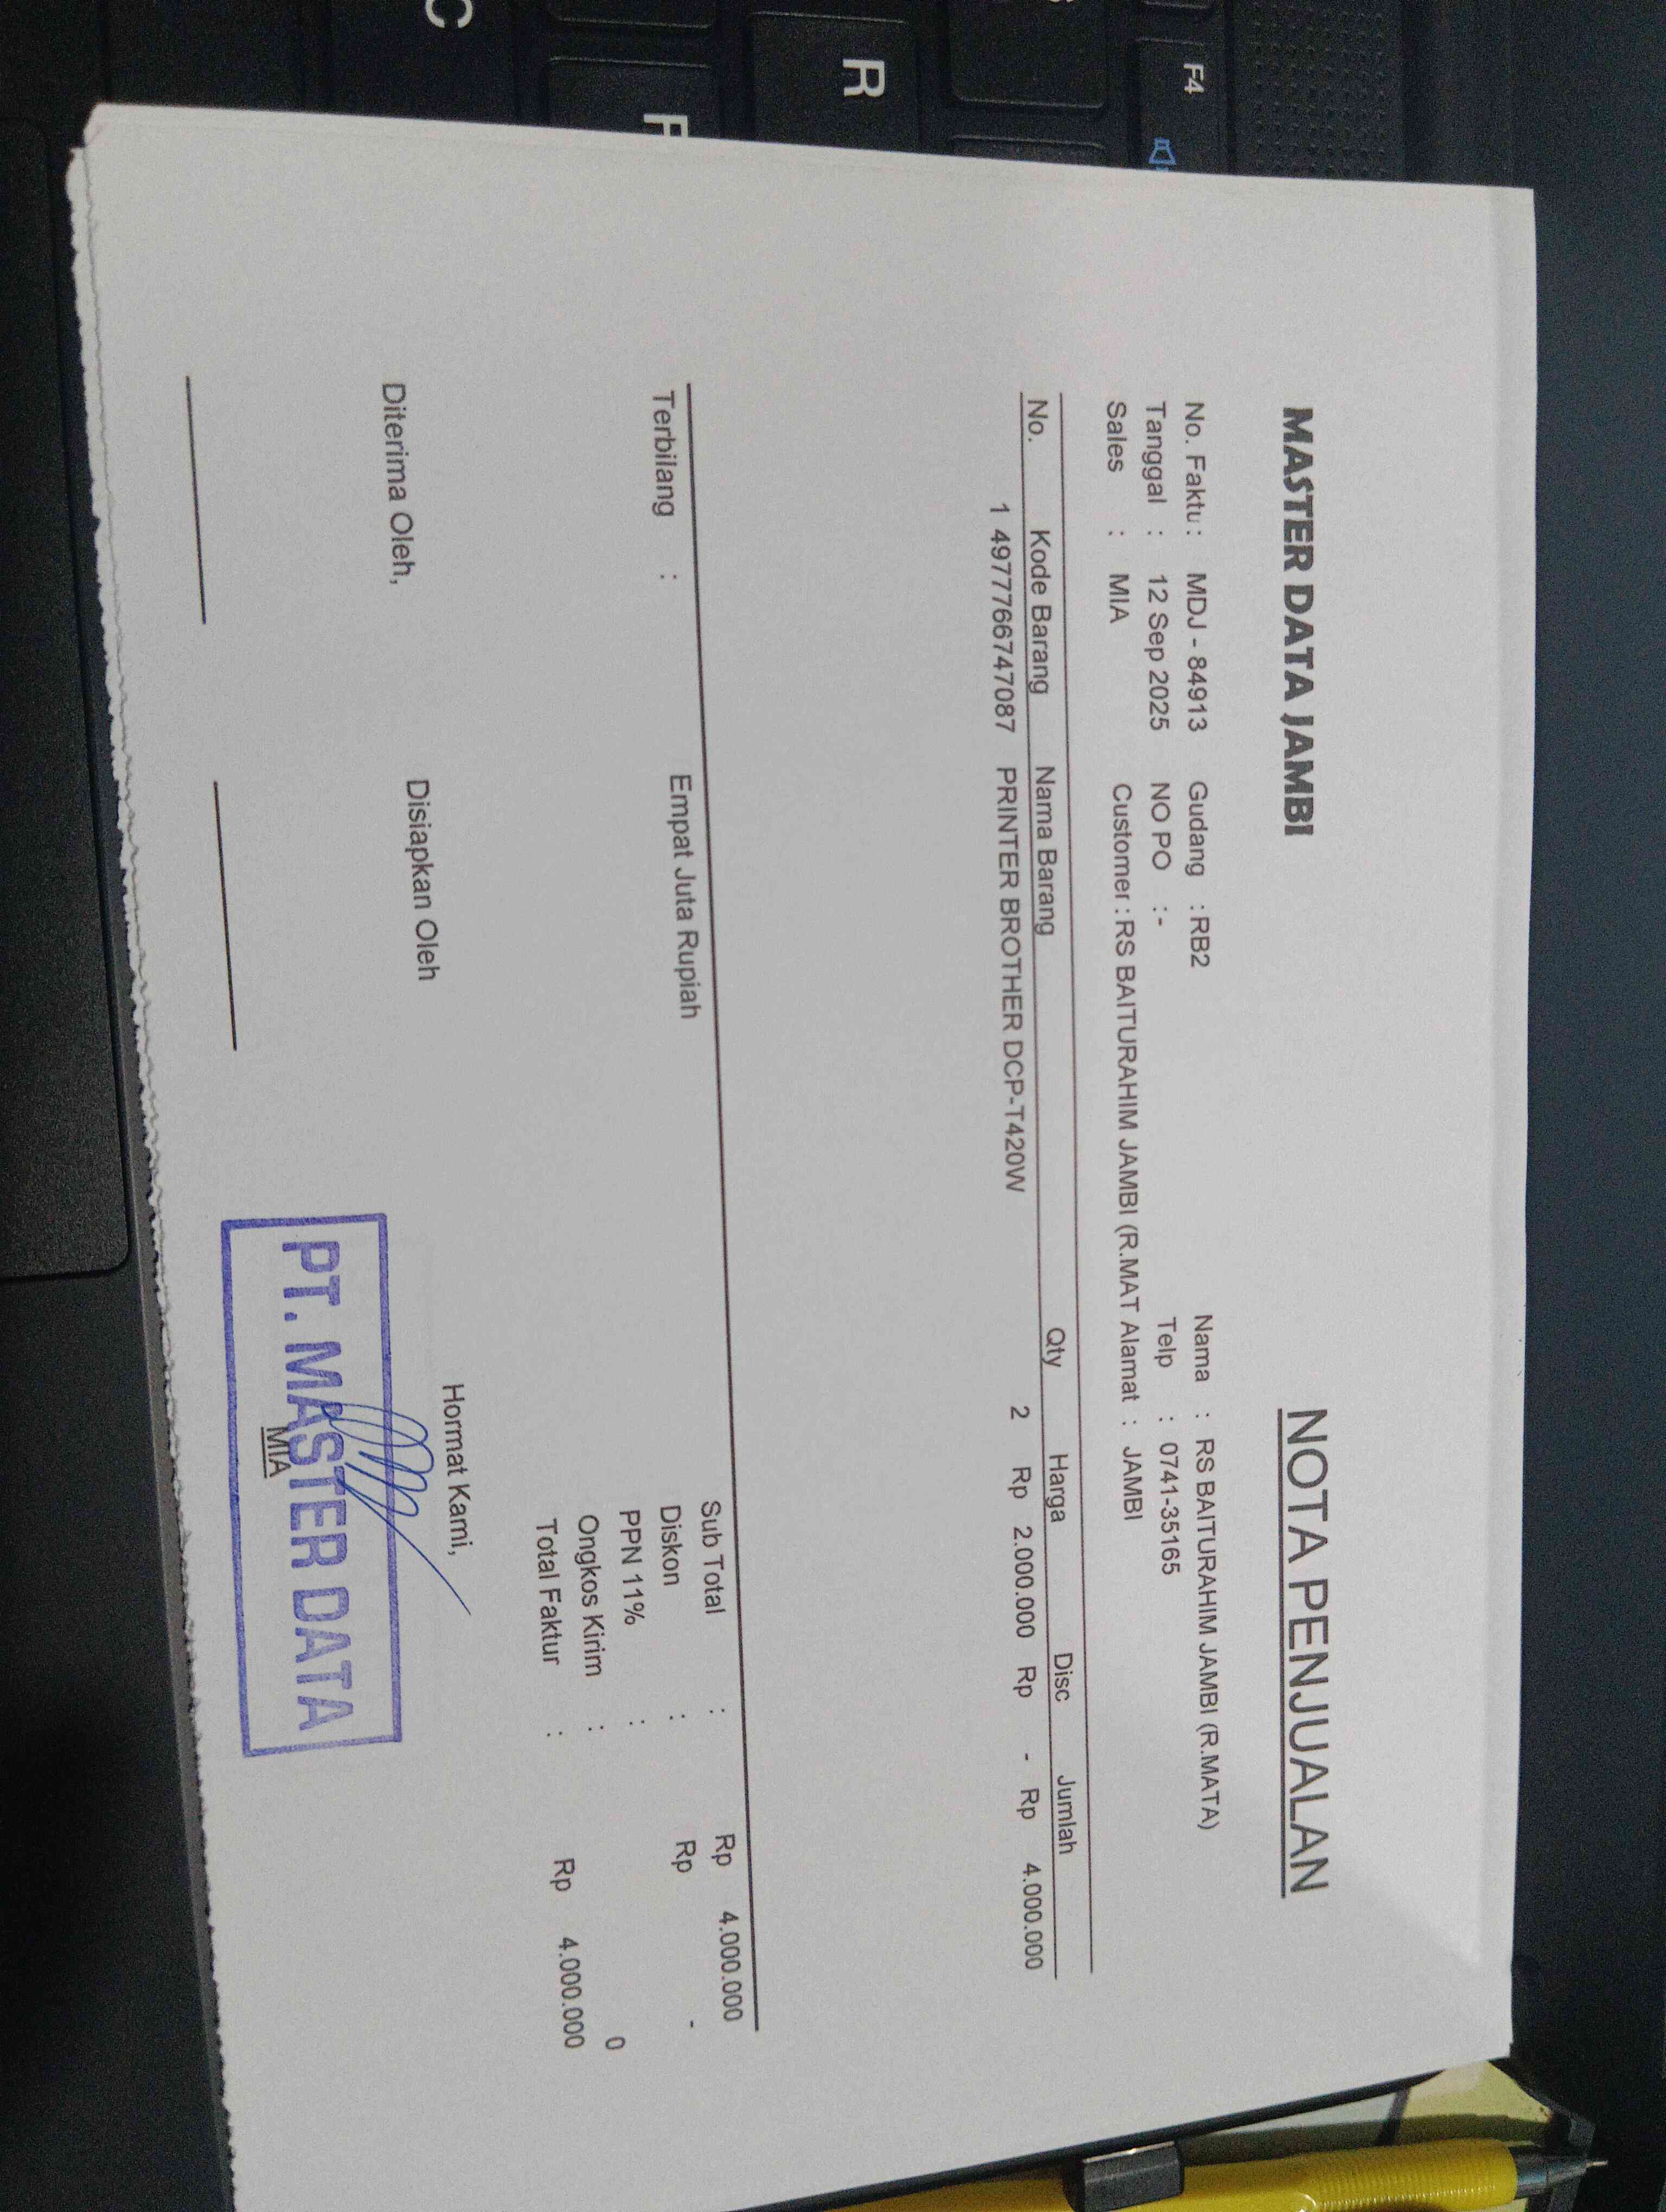 MASTER DATA JAMBI NOTA PENJUALAN
No. Faktu : MDJ - 84913 Gudang : RB2 Nama : RS BAITURAHIM JAMBI (R.MATA)
Tanggal : 12 Sep 2025 NO PO :- Telp : 0741-35165
Sales : MIA Customer : RS BAITURAHIM JAMBI (R.MAT Alamat : JAMBI
No. Kode Barang Nama Barang Qty Harga Disc Jumlah
1 4977766747087 PRINTER BROTHER DCP-T420W 2 Rp 2.000.000 Rp - Rp 4.000.000
Terbilang : Empat Juta Rupiah
Sub Total : Rp 4.000.000
Diskon : Rp -
PPN 11% :
Ongkos Kirim : 0
Total Faktur : Rp 4.000.000
Diterima Oleh, Disiapkan Oleh Hormat Kami,
PT. MASTER DATA
MIA
F4
R
F
C